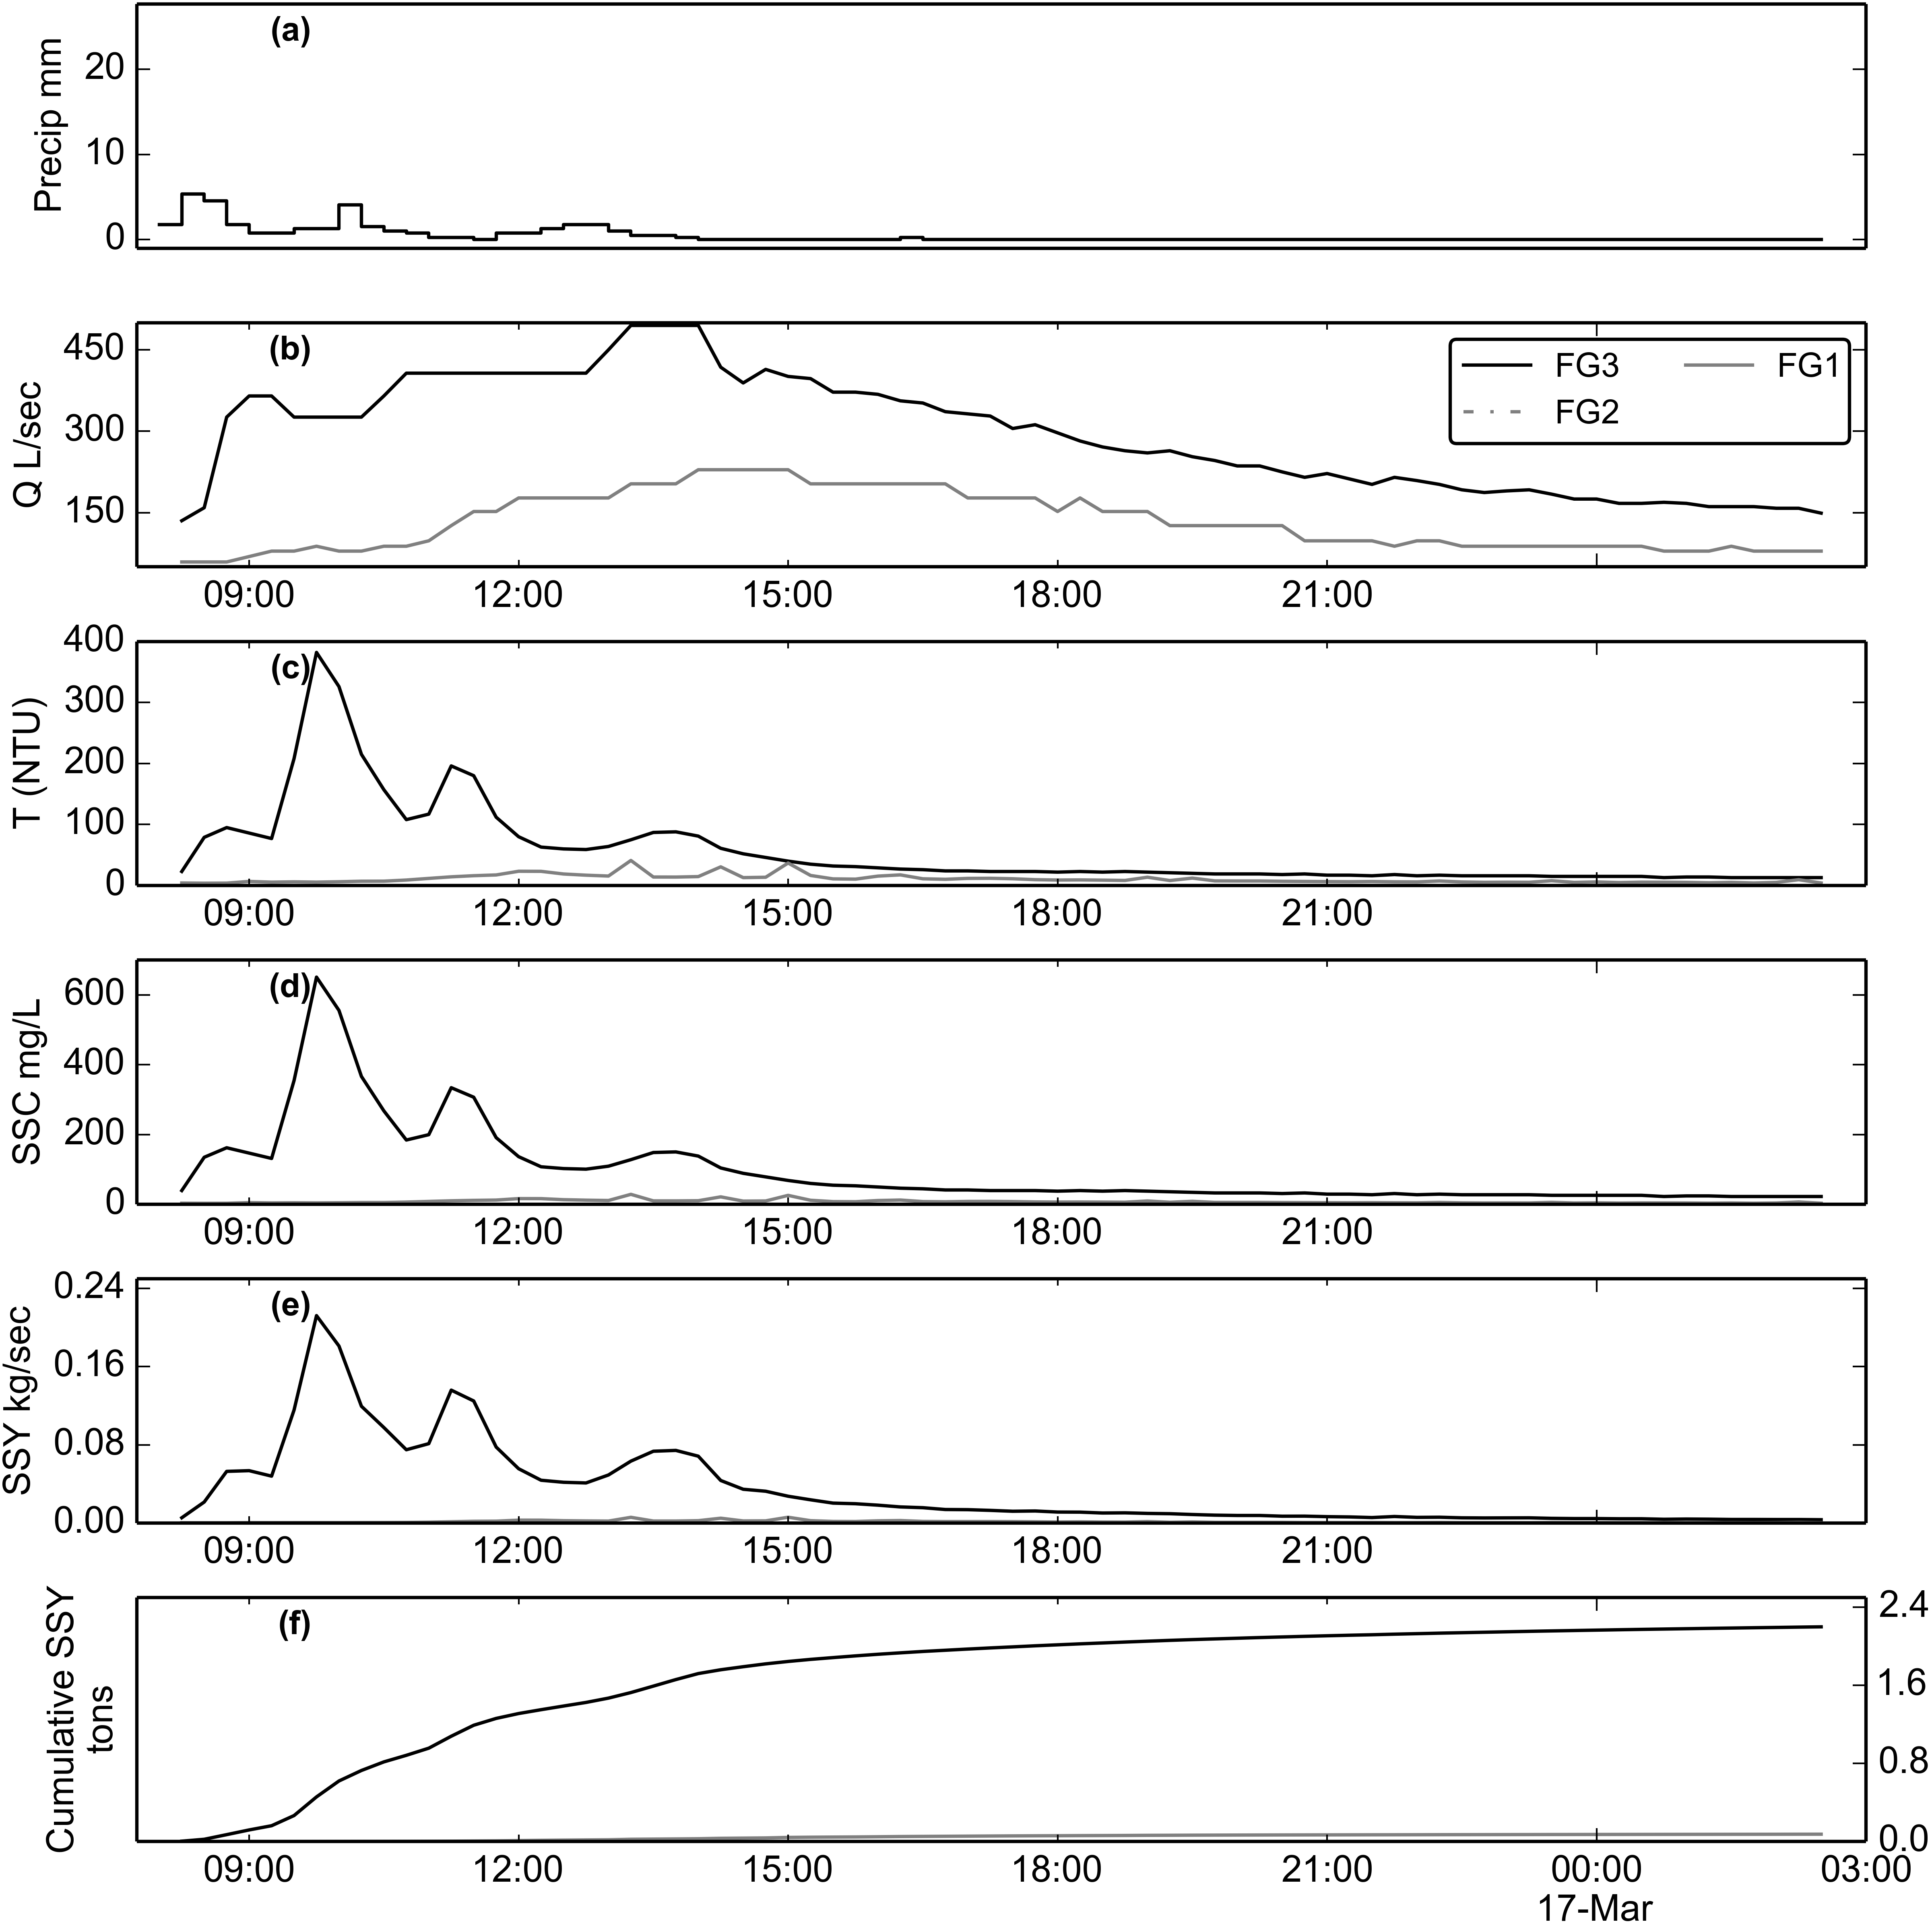 (a)
Precip mm
20
10
0
(b)
Q L/sec
450
300
150
FG3 FG1
FG2
09:00 12:00 15:00 18:00 21:00
(c)
T (NTU)
400
300
200
100
0
09:00 12:00 15:00 18:00 21:00
(d)
SSC mg/L
600
400
200
0
09:00 12:00 15:00 18:00 21:00
(e)
SSY kg/sec
0.24
0.16
0.08
0.00
09:00 12:00 15:00 18:00 21:00
(f)
Cumulative SSY
tons
2.4
1.6
0.8
0.0
09:00 12:00 15:00 18:00 21:00 00:00 03:00
17-Mar